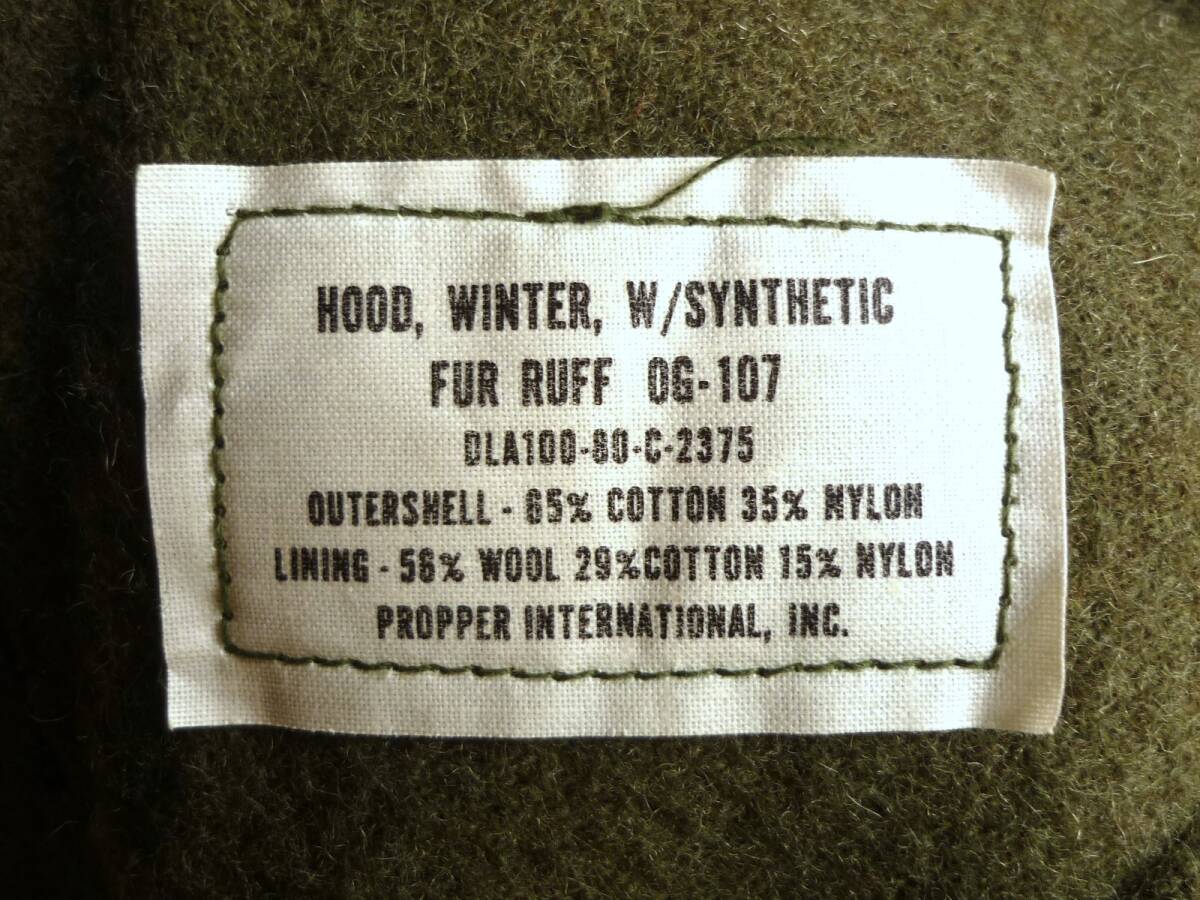 HOOD, WINTER, W/SYNTHETIC
FUR RUFF OG-107
DLA100-80-C-2375
OUTERSHELL - 65% COTTON 35% NYLON
LINING - 56% WOOL 29%COTTON 15% NYLON
PROPPER INTERNATIONAL, INC.